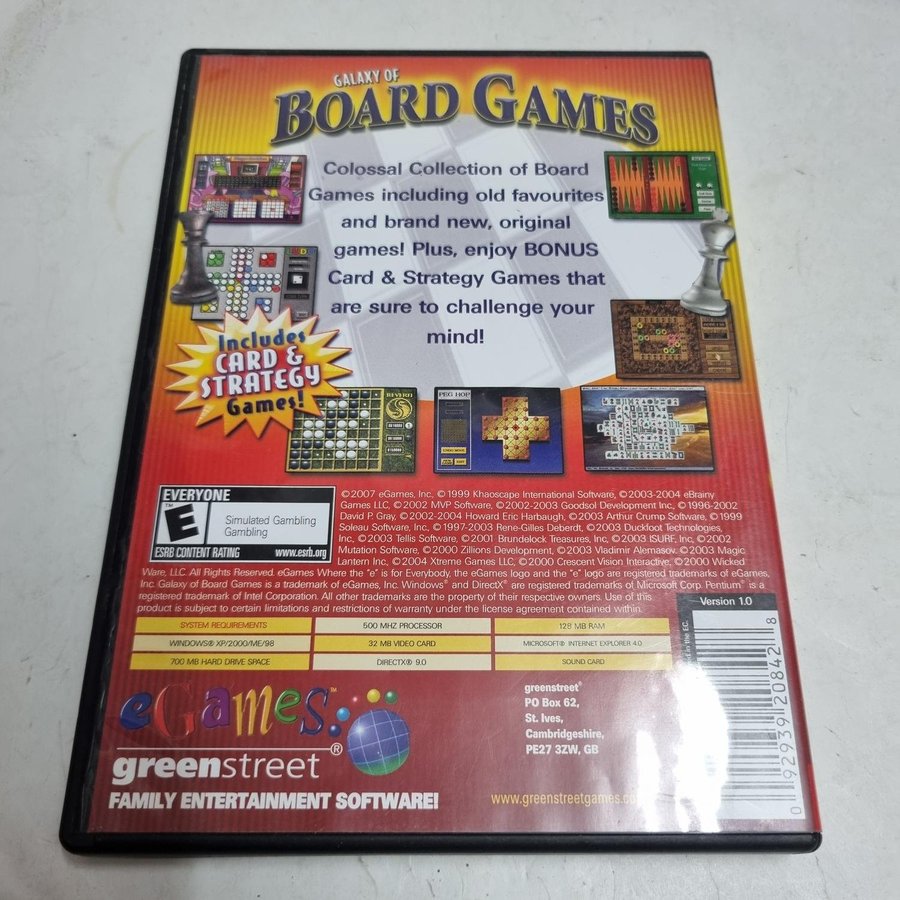 GALAXY OF
BOARD GAMES
Colossal Collection of Board
Games including old favourites
and brand new, original
games! Plus, enjoy BONUS
Card & Strategy Games that
are sure to challenge your
mind!
Includes
CARD &
STRATEGY
Games!
REVERSI
PEG HOP
EVERYONE
E
Simulated Gambling
Gambling
ESRB CONTENT RATING www.esrb.org
©2007 eGames, Inc. ©1999 Khaoscape International Software, ©2003-2004 eBrainy
Games LLC, ©2002 MVP Software, ©2002-2003 Goodsol Development Inc, ©1996-2002
David P. Gray, ©2002-2004 Howard Eric Harbaugh, ©2003 Arthur Crump Software, ©1999
Soleau Software, Inc, ©1997-2003 Rene-Gilles Deberdt, ©2003 Duckfoot Technologies,
Inc, ©2003 Tellis Software, ©2001 Brundelock Treasures, Inc, ©2003 ISURF, Inc, ©2002
Mutation Software, ©2000 Zillions Development, ©2003 Vladimir Alemasov. ©2003 Magic
Lantern Inc, ©2004 Xtreme Games LLC, ©2000 Crescent Vision Interactive, ©2000 Wicked
Ware, LLC. All Rights Reserved. eGames Where the "e" is for Everybody, the eGames logo and the "e" logo are registered trademarks of eGames,
Inc. Galaxy of Board Games is a trademark of eGames, Inc. Windows® and DirectX® are registered trademarks of Microsoft Corp. Pentium® is a
registered trademark of Intel Corporation. All other trademarks are the property of their respective owners. Use of this
product is subject to certain limitations and restrictions of warranty under the license agreement contained within.
Version 1.0
SYSTEM REQUIREMENTS 500 MHZ PROCESSOR 128 MB RAM
WINDOWS® XP/2000/ME/98 32 MB VIDEO CARD MICROSOFT® INTERNET EXPLORER 4.0
700 MB HARD DRIVE SPACE DIRECTX® 9.0 SOUND CARD
in the EC.
0 92939 20842 8
eGames™
greenstreet®
FAMILY ENTERTAINMENT SOFTWARE!
greenstreet®
PO Box 62,
St. Ives,
Cambridgeshire,
PE27 3ZW, GB
www.greenstreetgames.co